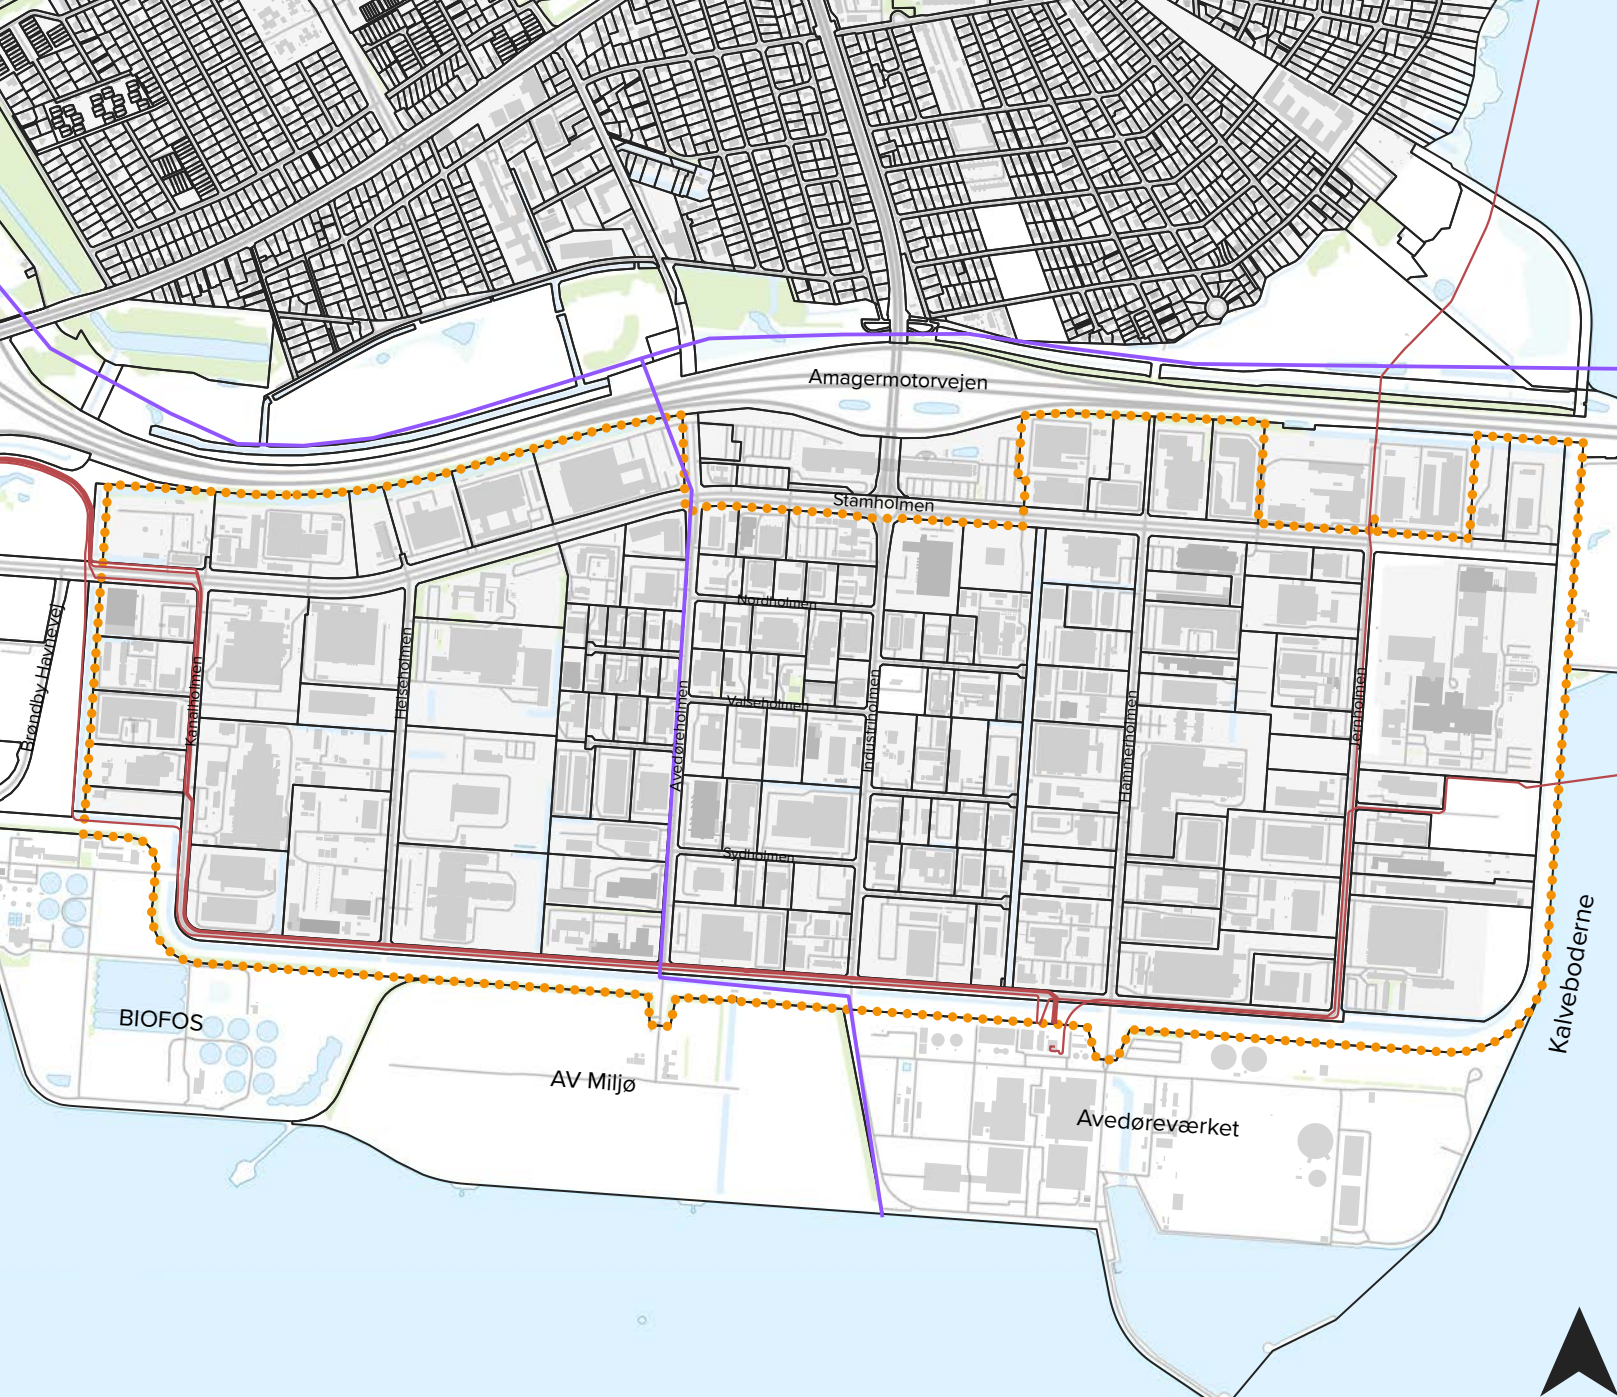 Amagermotorvejen
Stamholmen
Nordholmen
Brøndby Havnevej
Kanalholmen
Helseholmen
Avedøreholmen
Valseholmen
Industriholmen
Hammerholmen
Jernholmen
Sydholmen
Kalveboderne
BIOFOS
AV Miljø
Avedøreværket